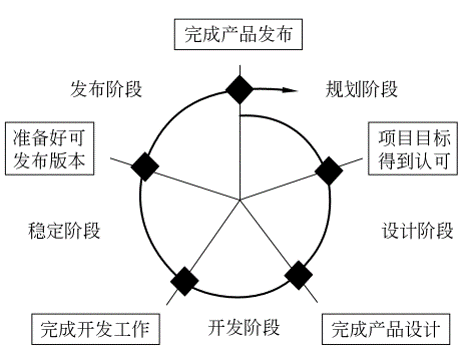 完成产品发布
发布阶段
规划阶段
准备好可
发布版本
项目目标
得到认可
稳定阶段
设计阶段
完成开发工作
开发阶段
完成产品设计